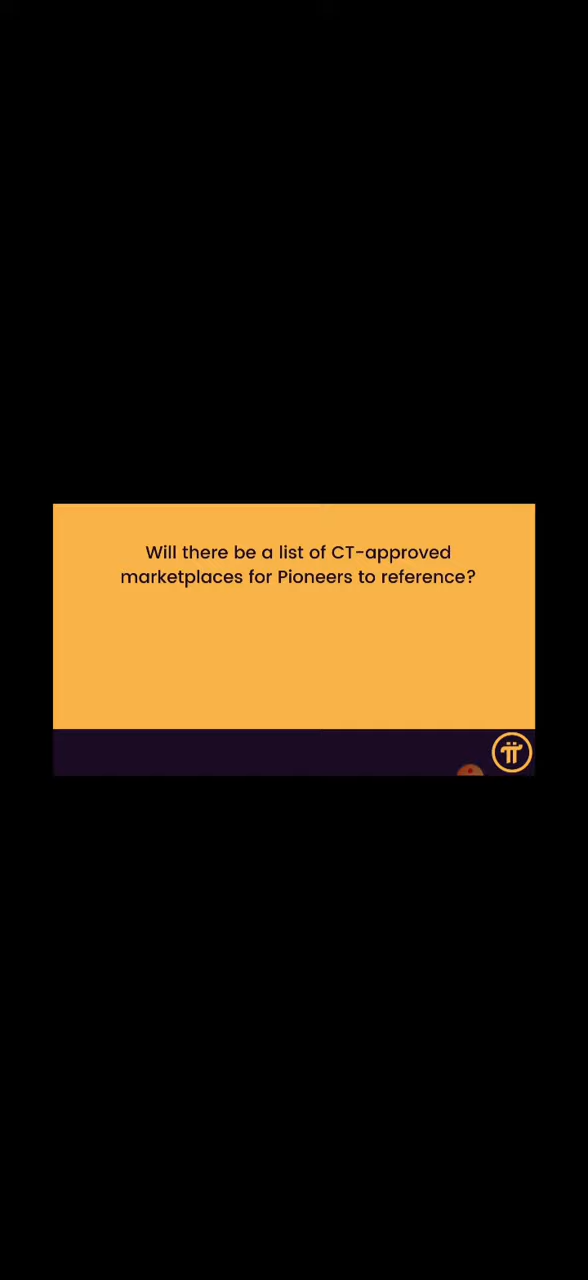 Will there be a list of CT-approved
marketplaces for Pioneers to reference?